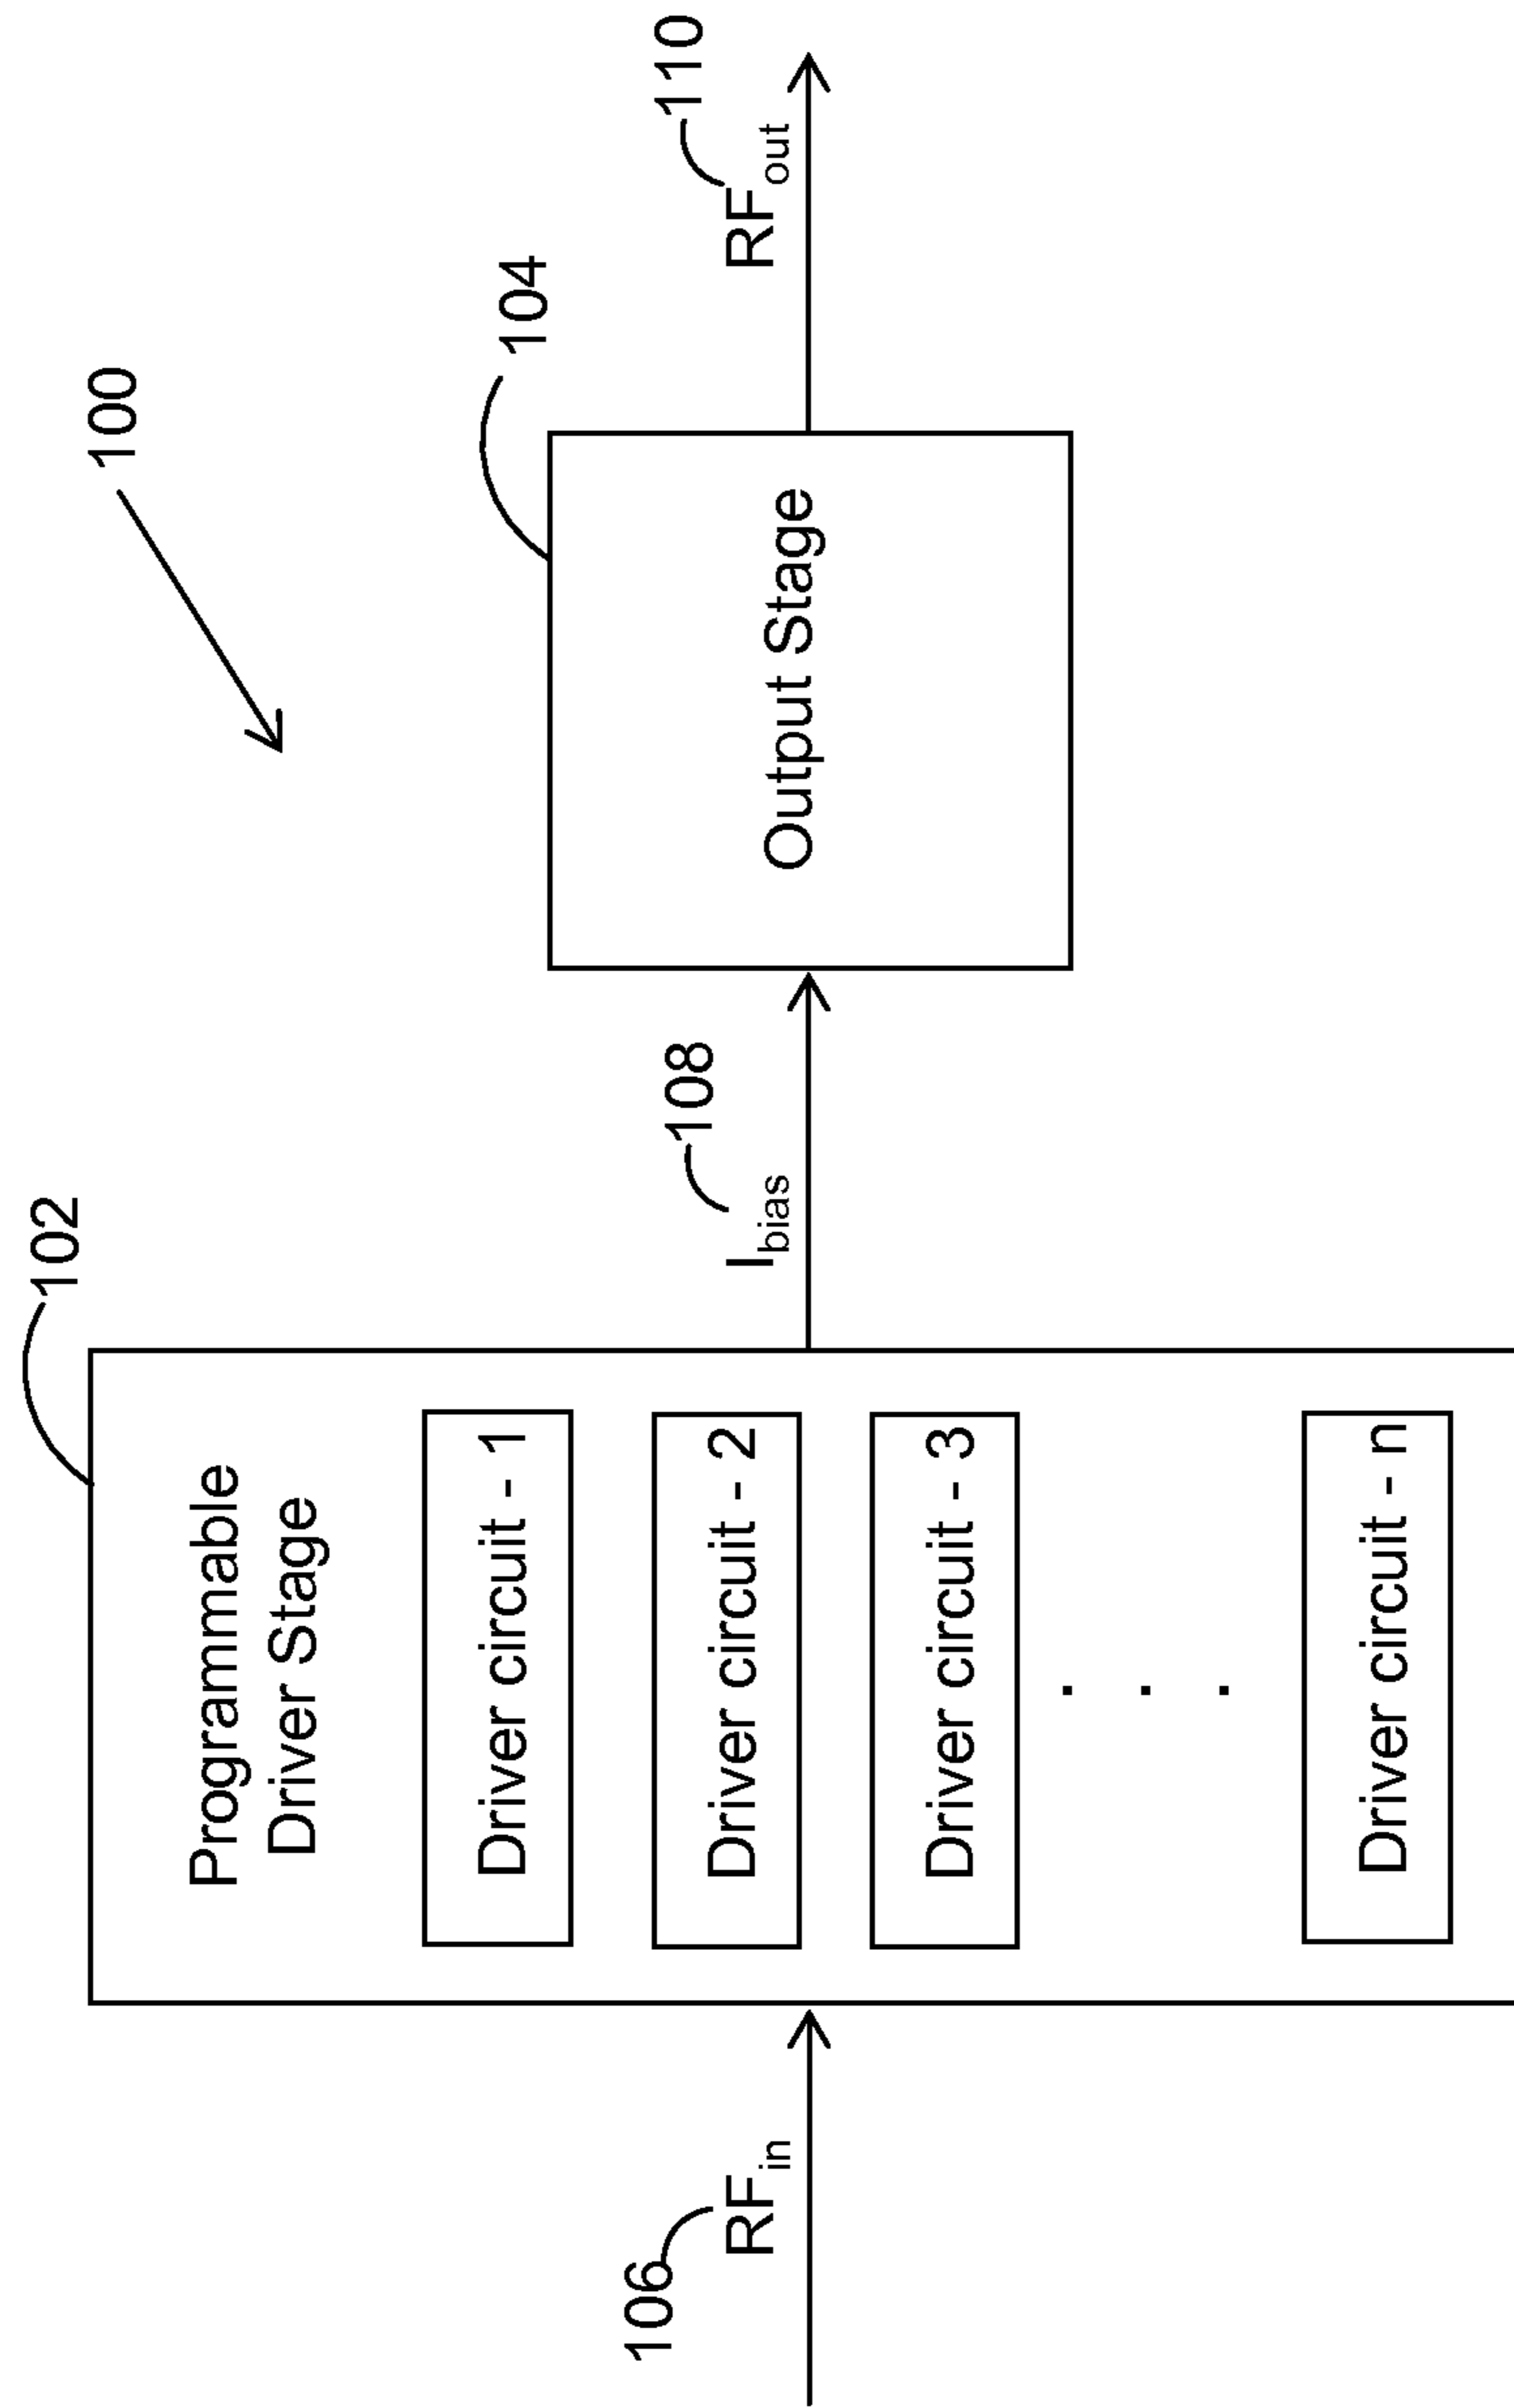 100
102
Programmable
Driver Stage
Driver circuit - 1
Driver circuit - 2
Driver circuit - 3
. . .
Driver circuit - n
106
RFin
108
Ibias
104
Output Stage
110
RFout